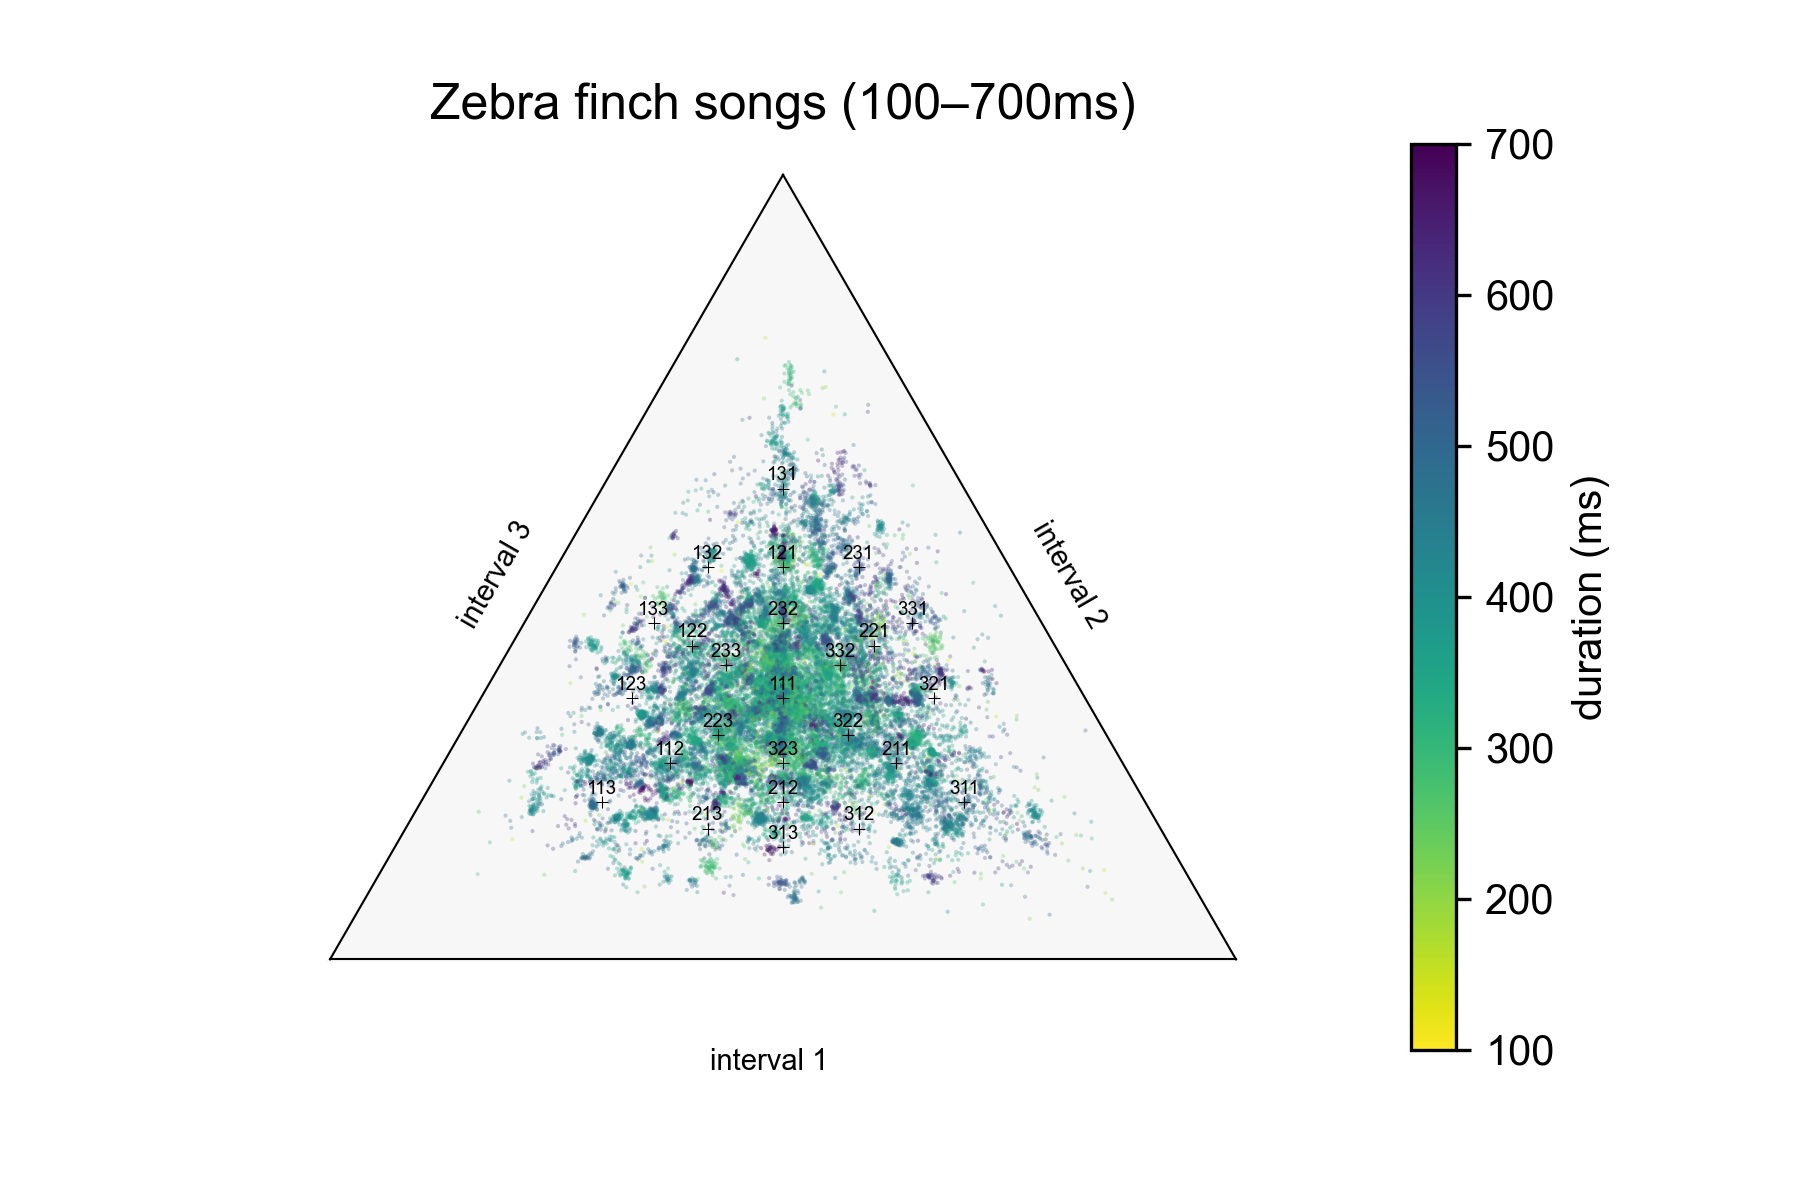 Zebra finch songs (100–700ms)
700
600
500
400
300
200
100
duration (ms)
interval 3
interval 2
interval 1
131
132 121 231
133 232 331
122 221
233 332
123 111 321
223 322
112 323 211
113 212 311
213 312
313